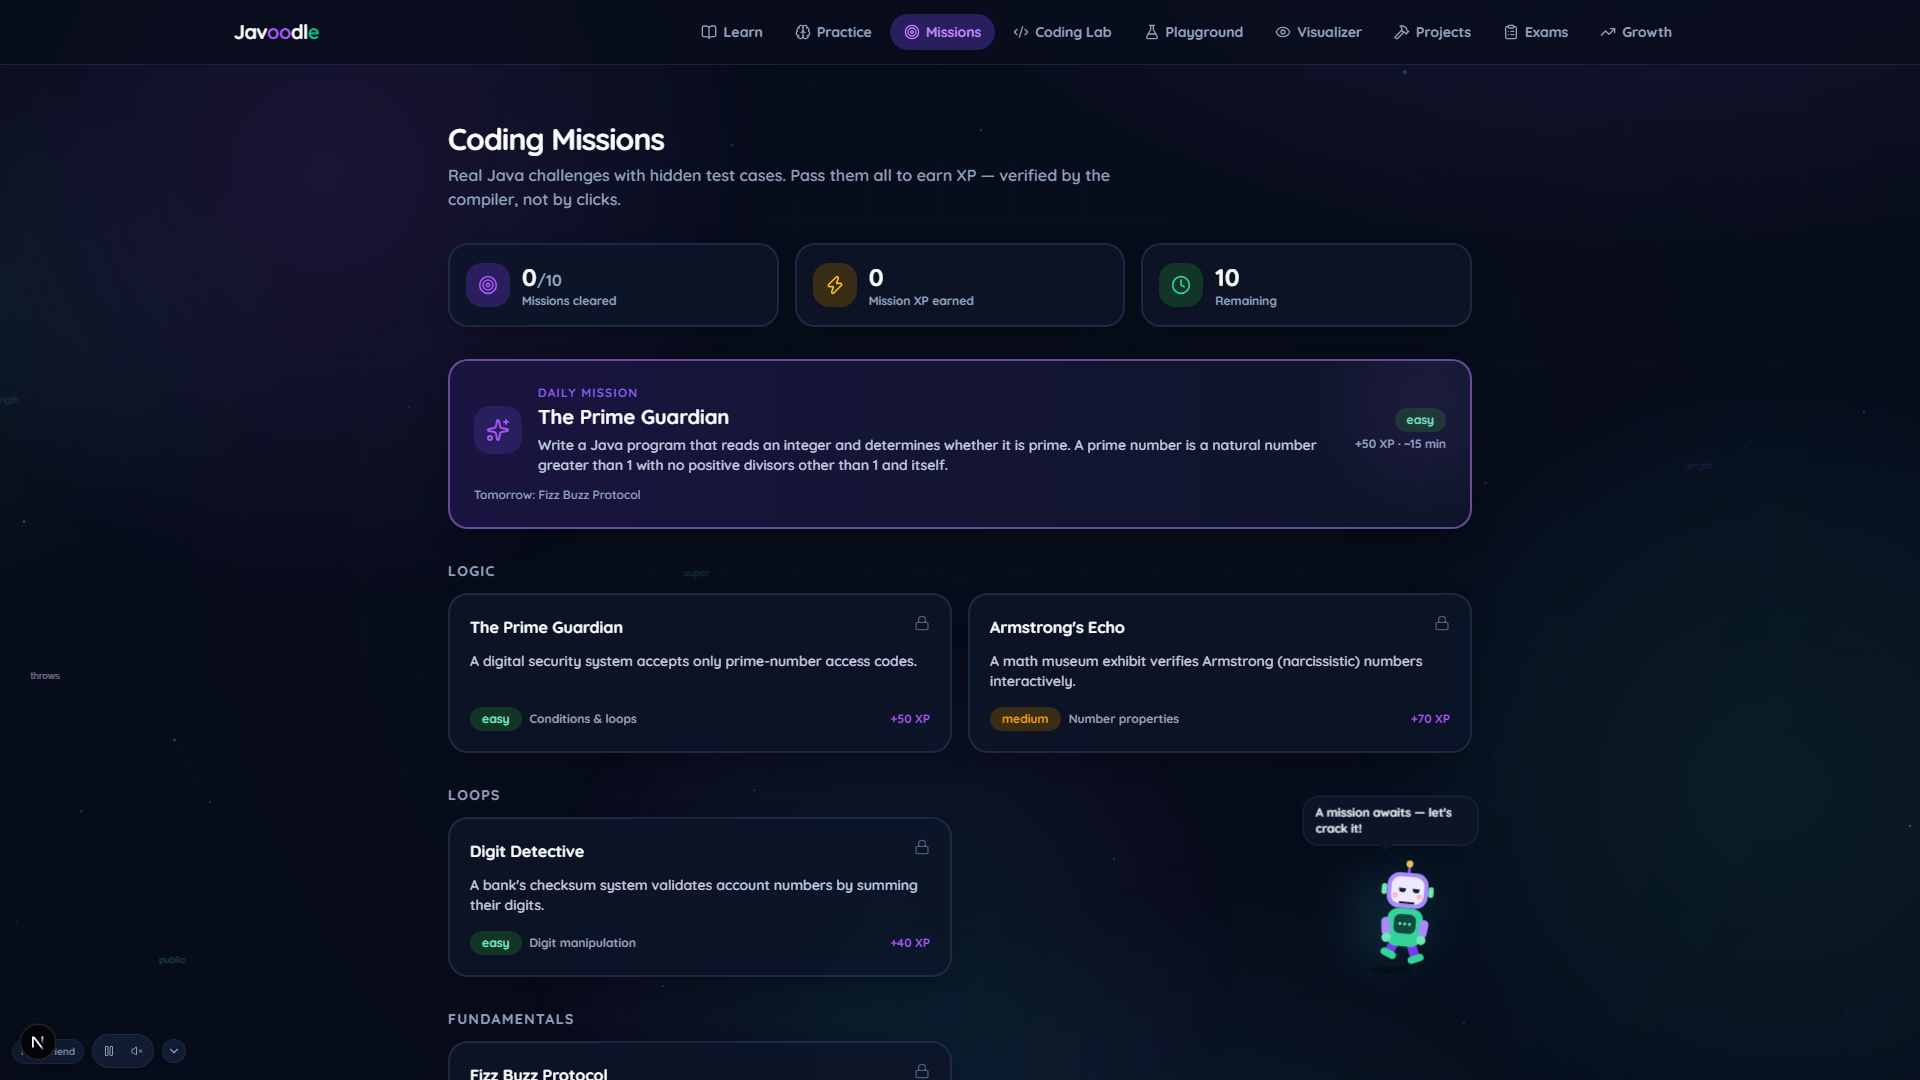 Javoodle
Learn
Practice
Missions
Coding Lab
Playground
Visualizer
Projects
Exams
Growth
Coding Missions
Real Java challenges with hidden test cases. Pass them all to earn XP — verified by the
compiler, not by clicks.
0/10
Missions cleared
0
Mission XP earned
10
Remaining
DAILY MISSION
The Prime Guardian
Write a Java program that reads an integer and determines whether it is prime. A prime number is a natural number
greater than 1 with no positive divisors other than 1 and itself.
easy
+50 XP · ~15 min
Tomorrow: Fizz Buzz Protocol
length
super
LOGIC
The Prime Guardian
A digital security system accepts only prime-number access codes.
easy
Conditions & loops
+50 XP
Armstrong's Echo
A math museum exhibit verifies Armstrong (narcissistic) numbers
interactively.
medium
Number properties
+70 XP
throws
LOOPS
Digit Detective
A bank's checksum system validates account numbers by summing
their digits.
easy
Digit manipulation
+40 XP
A mission awaits — let's
crack it!
public
FUNDAMENTALS
Fizz Buzz Protocol
N